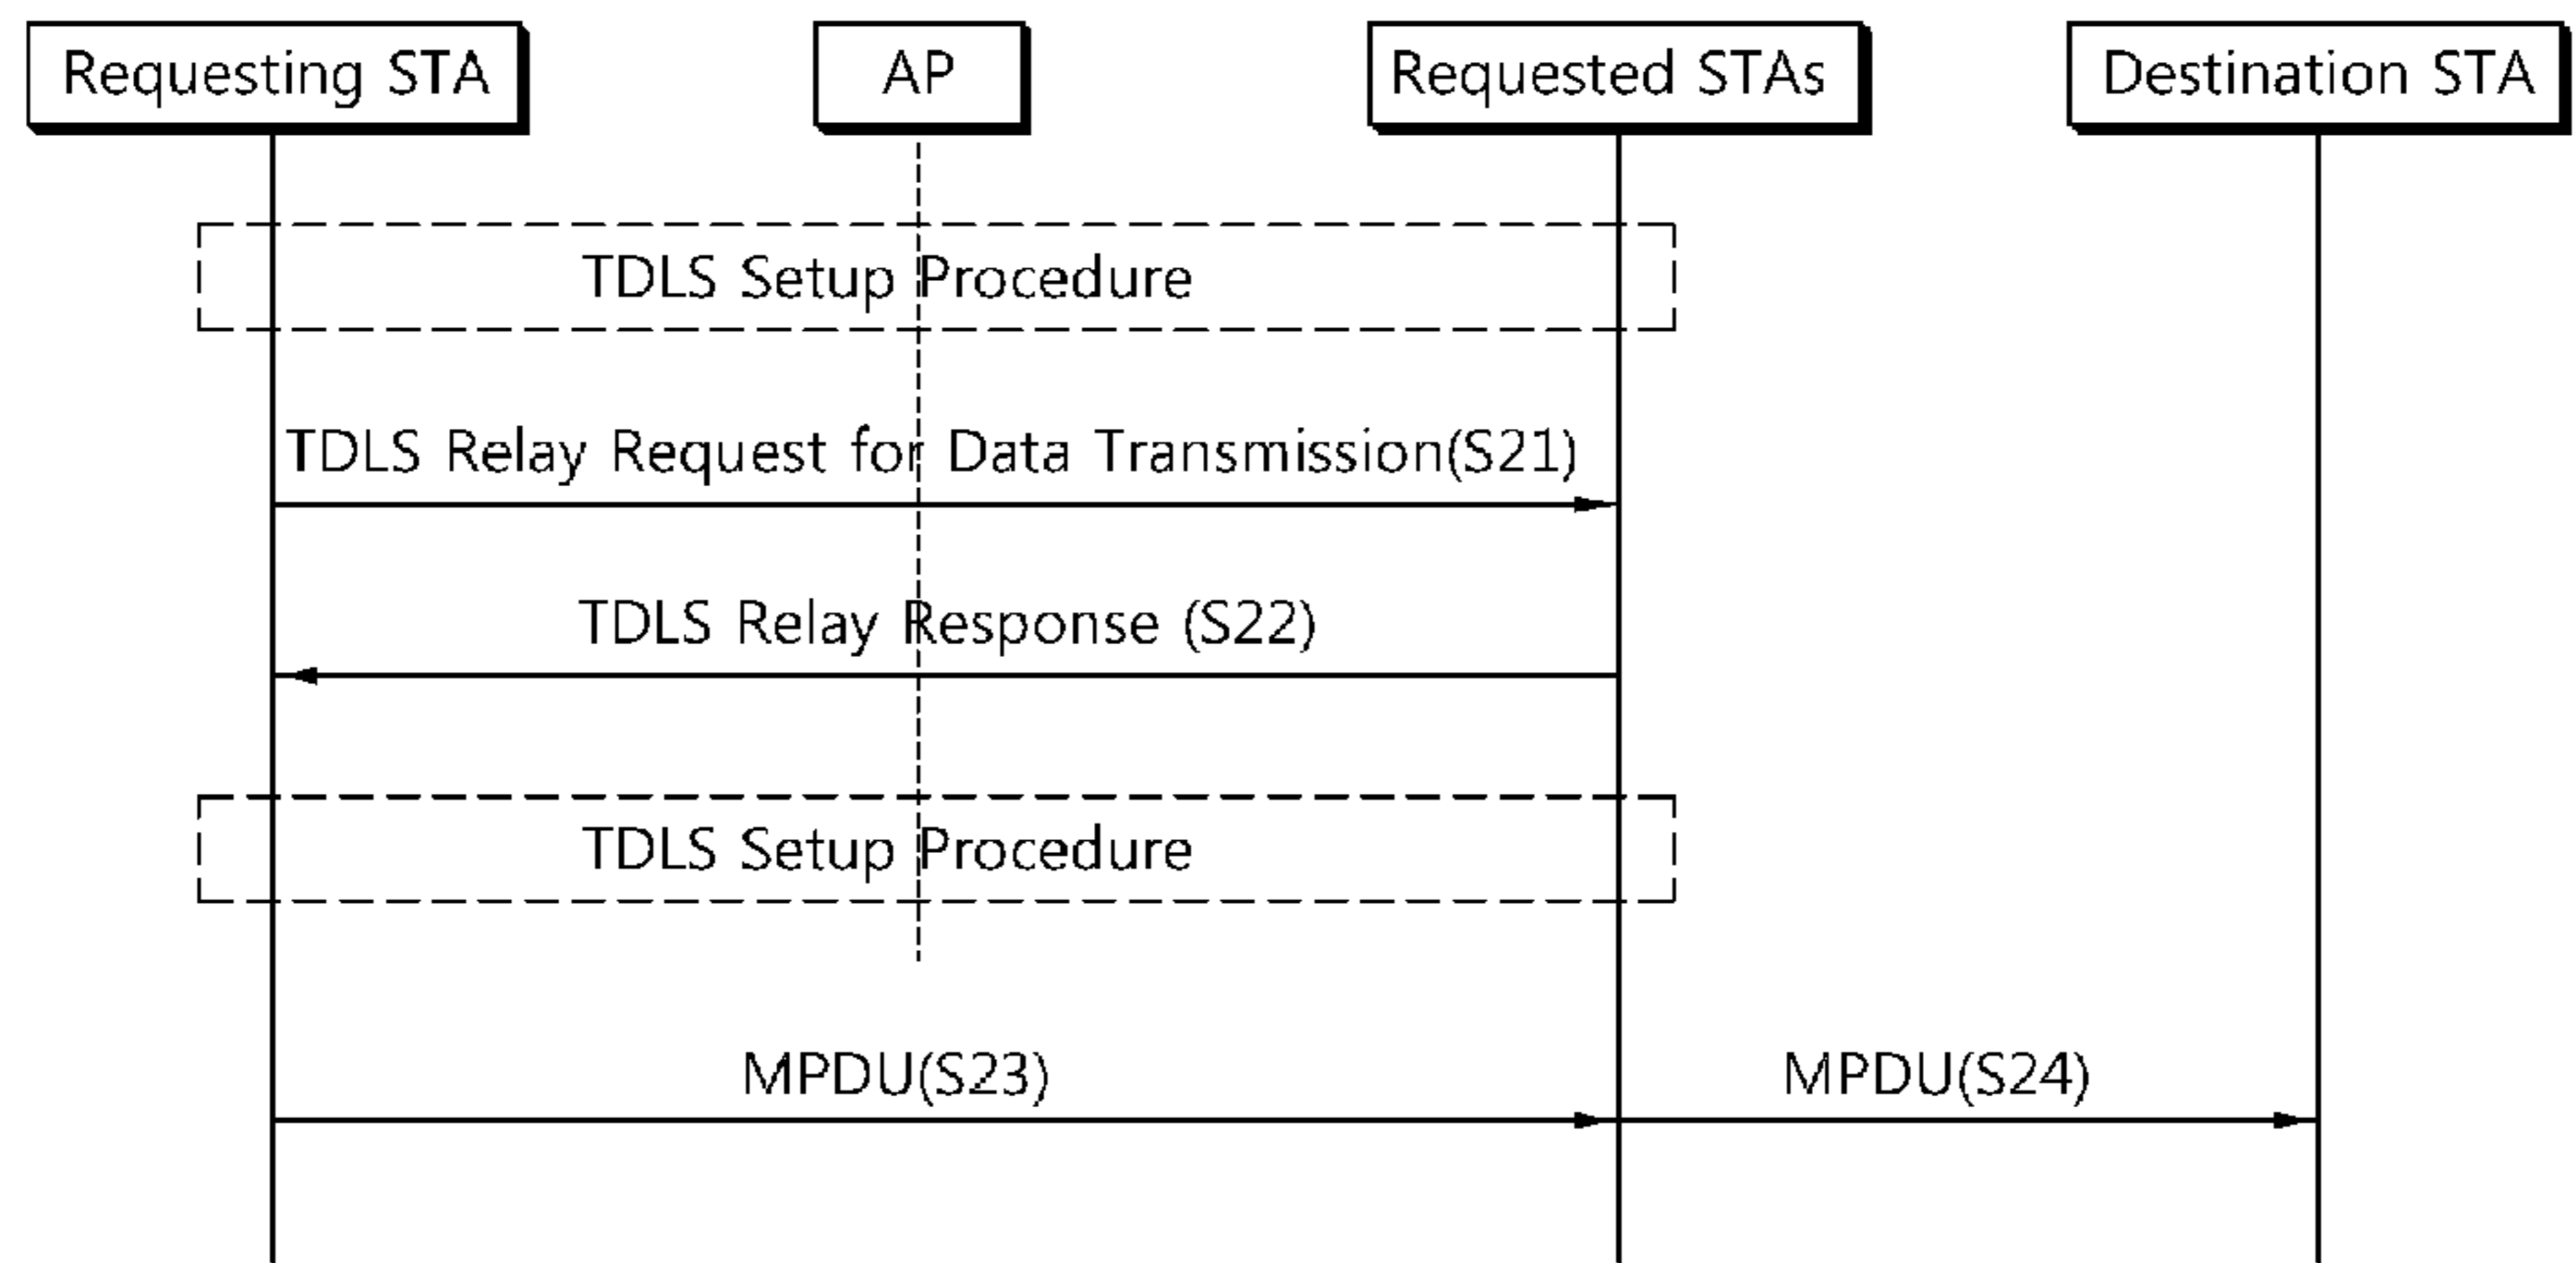 Requesting STA
AP
Requested STAs
Destination STA
TDLS Setup Procedure
TDLS Relay Request for Data Transmission(S21)
TDLS Relay Response (S22)
TDLS Setup Procedure
MPDU(S23)
MPDU(S24)